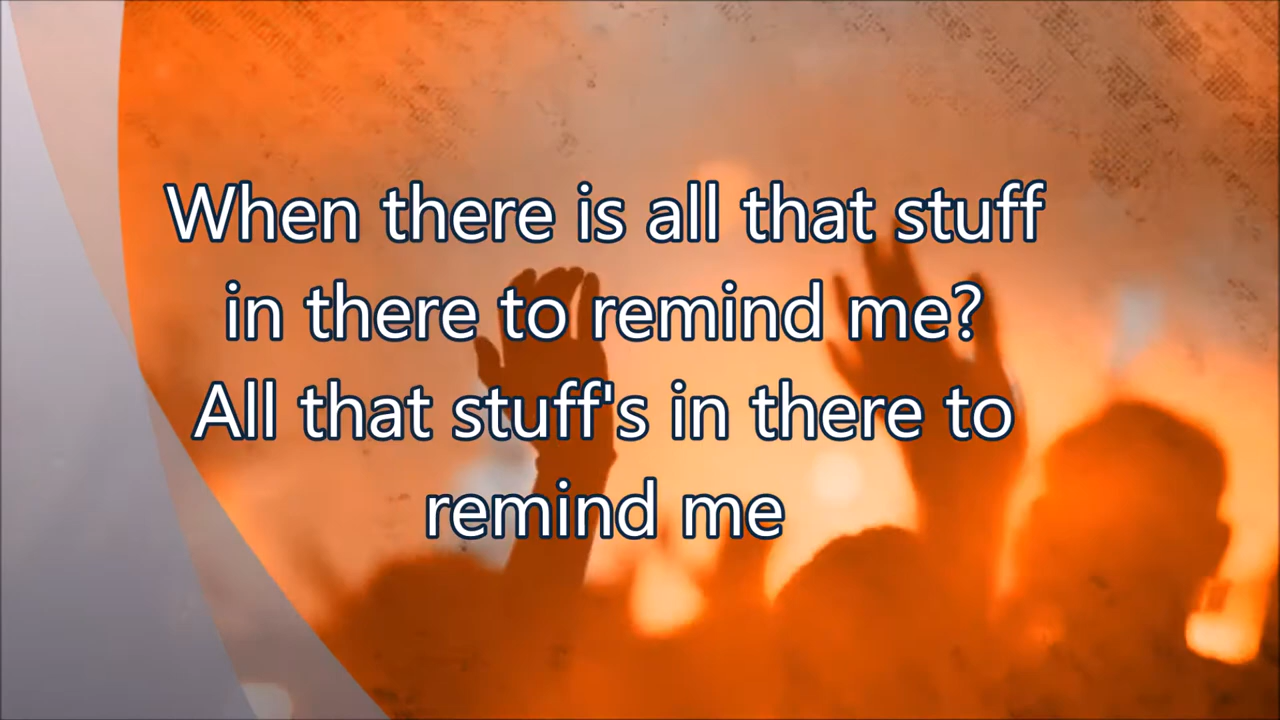 When there is all that stuff
in there to remind me?
All that stuff's in there to
remind me